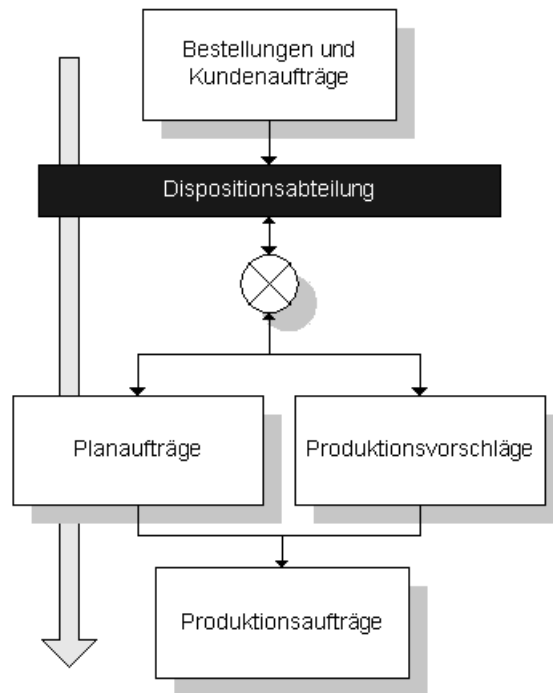 Bestellungen und
Kundenaufträge
Dispositionsabteilung
Planaufträge
Produktionsvorschläge
Produktionsaufträge